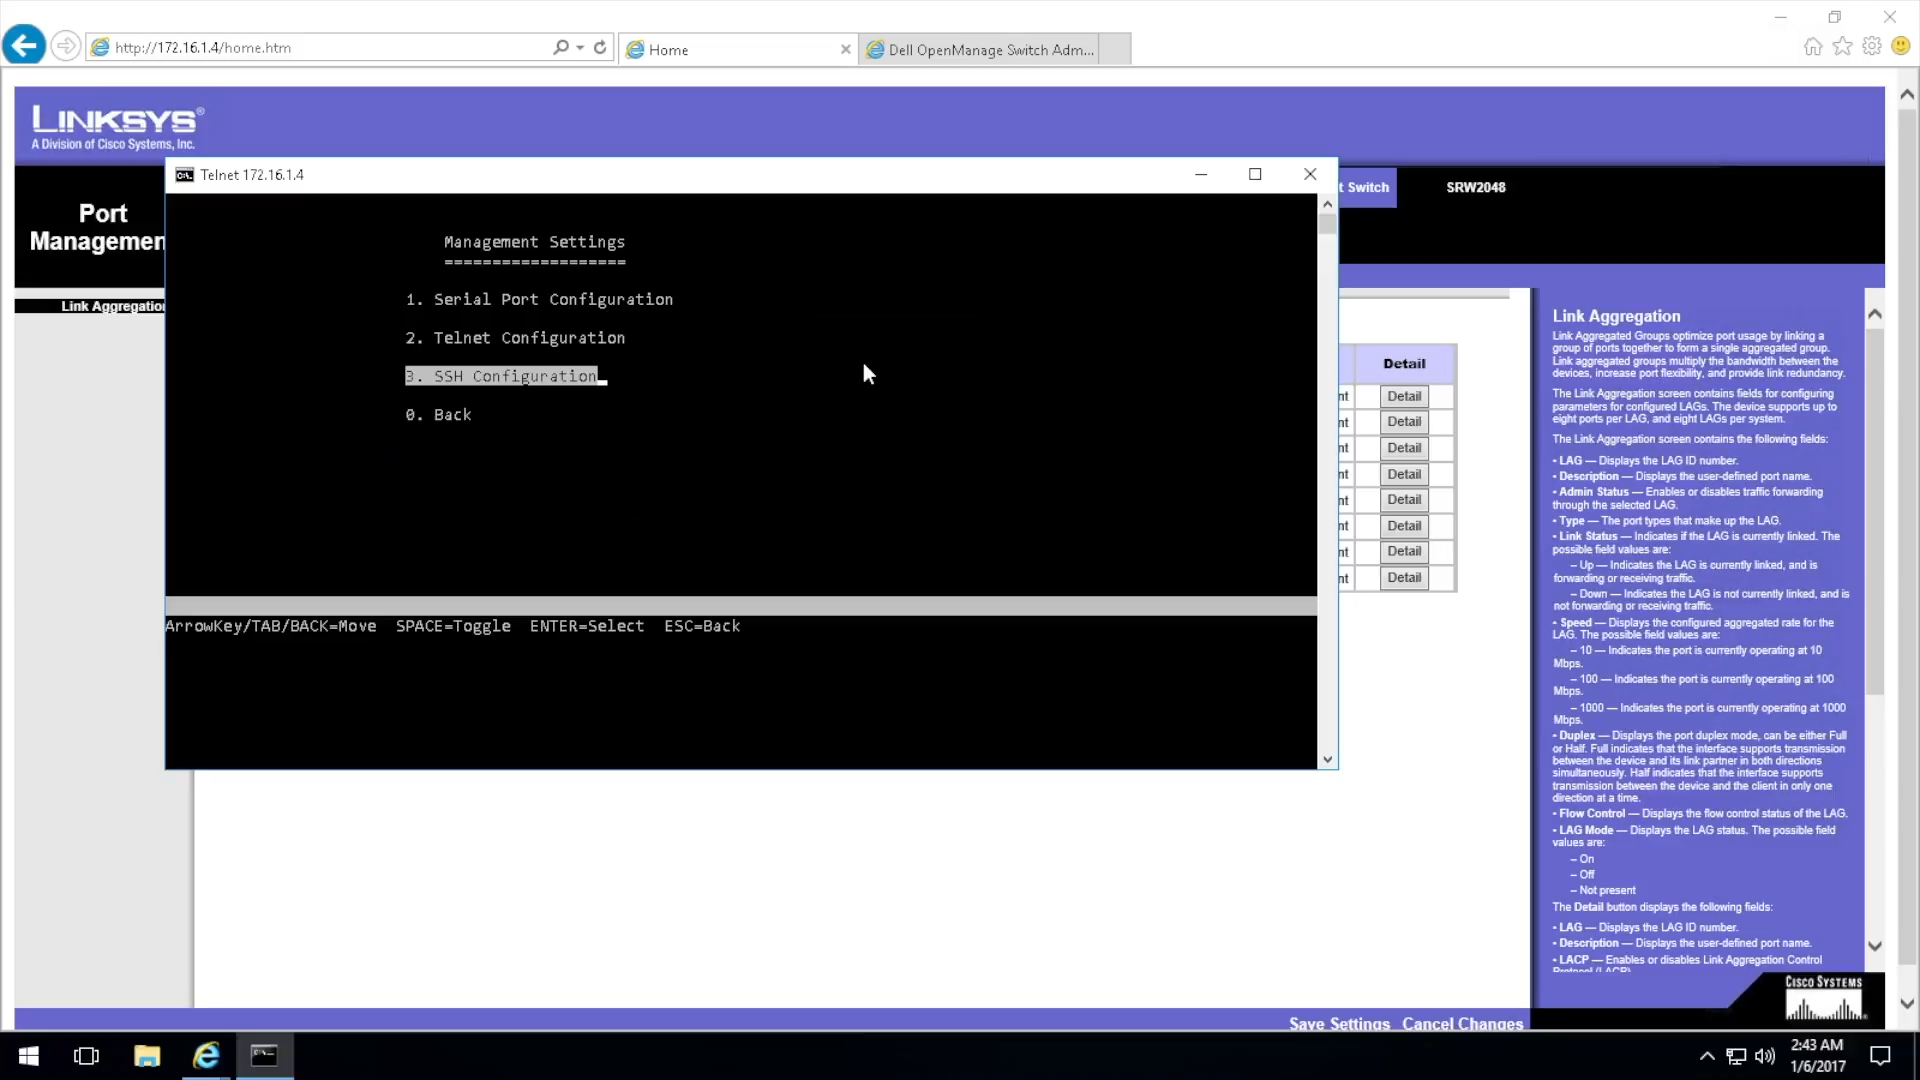 http://172.16.1.4/home.htm
Home
Dell OpenManage Switch Adm...
LINKSYS®
A Division of Cisco Systems, Inc.
Telnet 172.16.1.4
t Switch
SRW2048
Port
Managemen
Link Aggregation
Management Settings
===================
1. Serial Port Configuration
2. Telnet Configuration
3. SSH Configuration
0. Back
ArrowKey/TAB/BACK=Move SPACE=Toggle ENTER=Select ESC=Back
Detail
nt Detail
nt Detail
nt Detail
nt Detail
nt Detail
nt Detail
nt Detail
nt Detail
Link Aggregation
Link Aggregated Groups optimize port usage by linking a
group of ports together to form a single aggregated group.
Link aggregated groups multiply the bandwidth between the
devices, increase port flexibility, and provide link redundancy.
The Link Aggregation screen contains fields for configuring
parameters for configured LAGs. The device supports up to
eight ports per LAG, and eight LAGs per system.
The Link Aggregation screen contains the following fields:
• LAG — Displays the LAG ID number.
• Description — Displays the user-defined port name.
• Admin Status — Enables or disables traffic forwarding
through the selected LAG.
• Type — The port types that make up the LAG.
• Link Status — Indicates if the LAG is currently linked. The
possible field values are:
– Up — Indicates the LAG is currently linked, and is
forwarding or receiving traffic.
– Down — Indicates the LAG is not currently linked, and is
not forwarding or receiving traffic.
• Speed — Displays the configured aggregated rate for the
LAG. The possible field values are:
– 10 — Indicates the port is currently operating at 10
Mbps.
– 100 — Indicates the port is currently operating at 100
Mbps.
– 1000 — Indicates the port is currently operating at 1000
Mbps.
• Duplex — Displays the port duplex mode, can be either Full
or Half. Full indicates that the interface supports transmission
between the device and its link partner in both directions
simultaneously. Half indicates that the interface supports
transmission between the device and the client in only one
direction at a time.
• Flow Control — Displays the flow control status of the LAG.
• LAG Mode — Displays the LAG status. The possible field
values are:
– On
– Off
– Not present
The Detail button displays the following fields:
• LAG — Displays the LAG ID number.
• Description — Displays the user-defined port name.
• LACP — Enables or disables Link Aggregation Control
Protocol (LACP)
CISCO SYSTEMS
Save Settings Cancel Changes
2:43 AM
1/6/2017